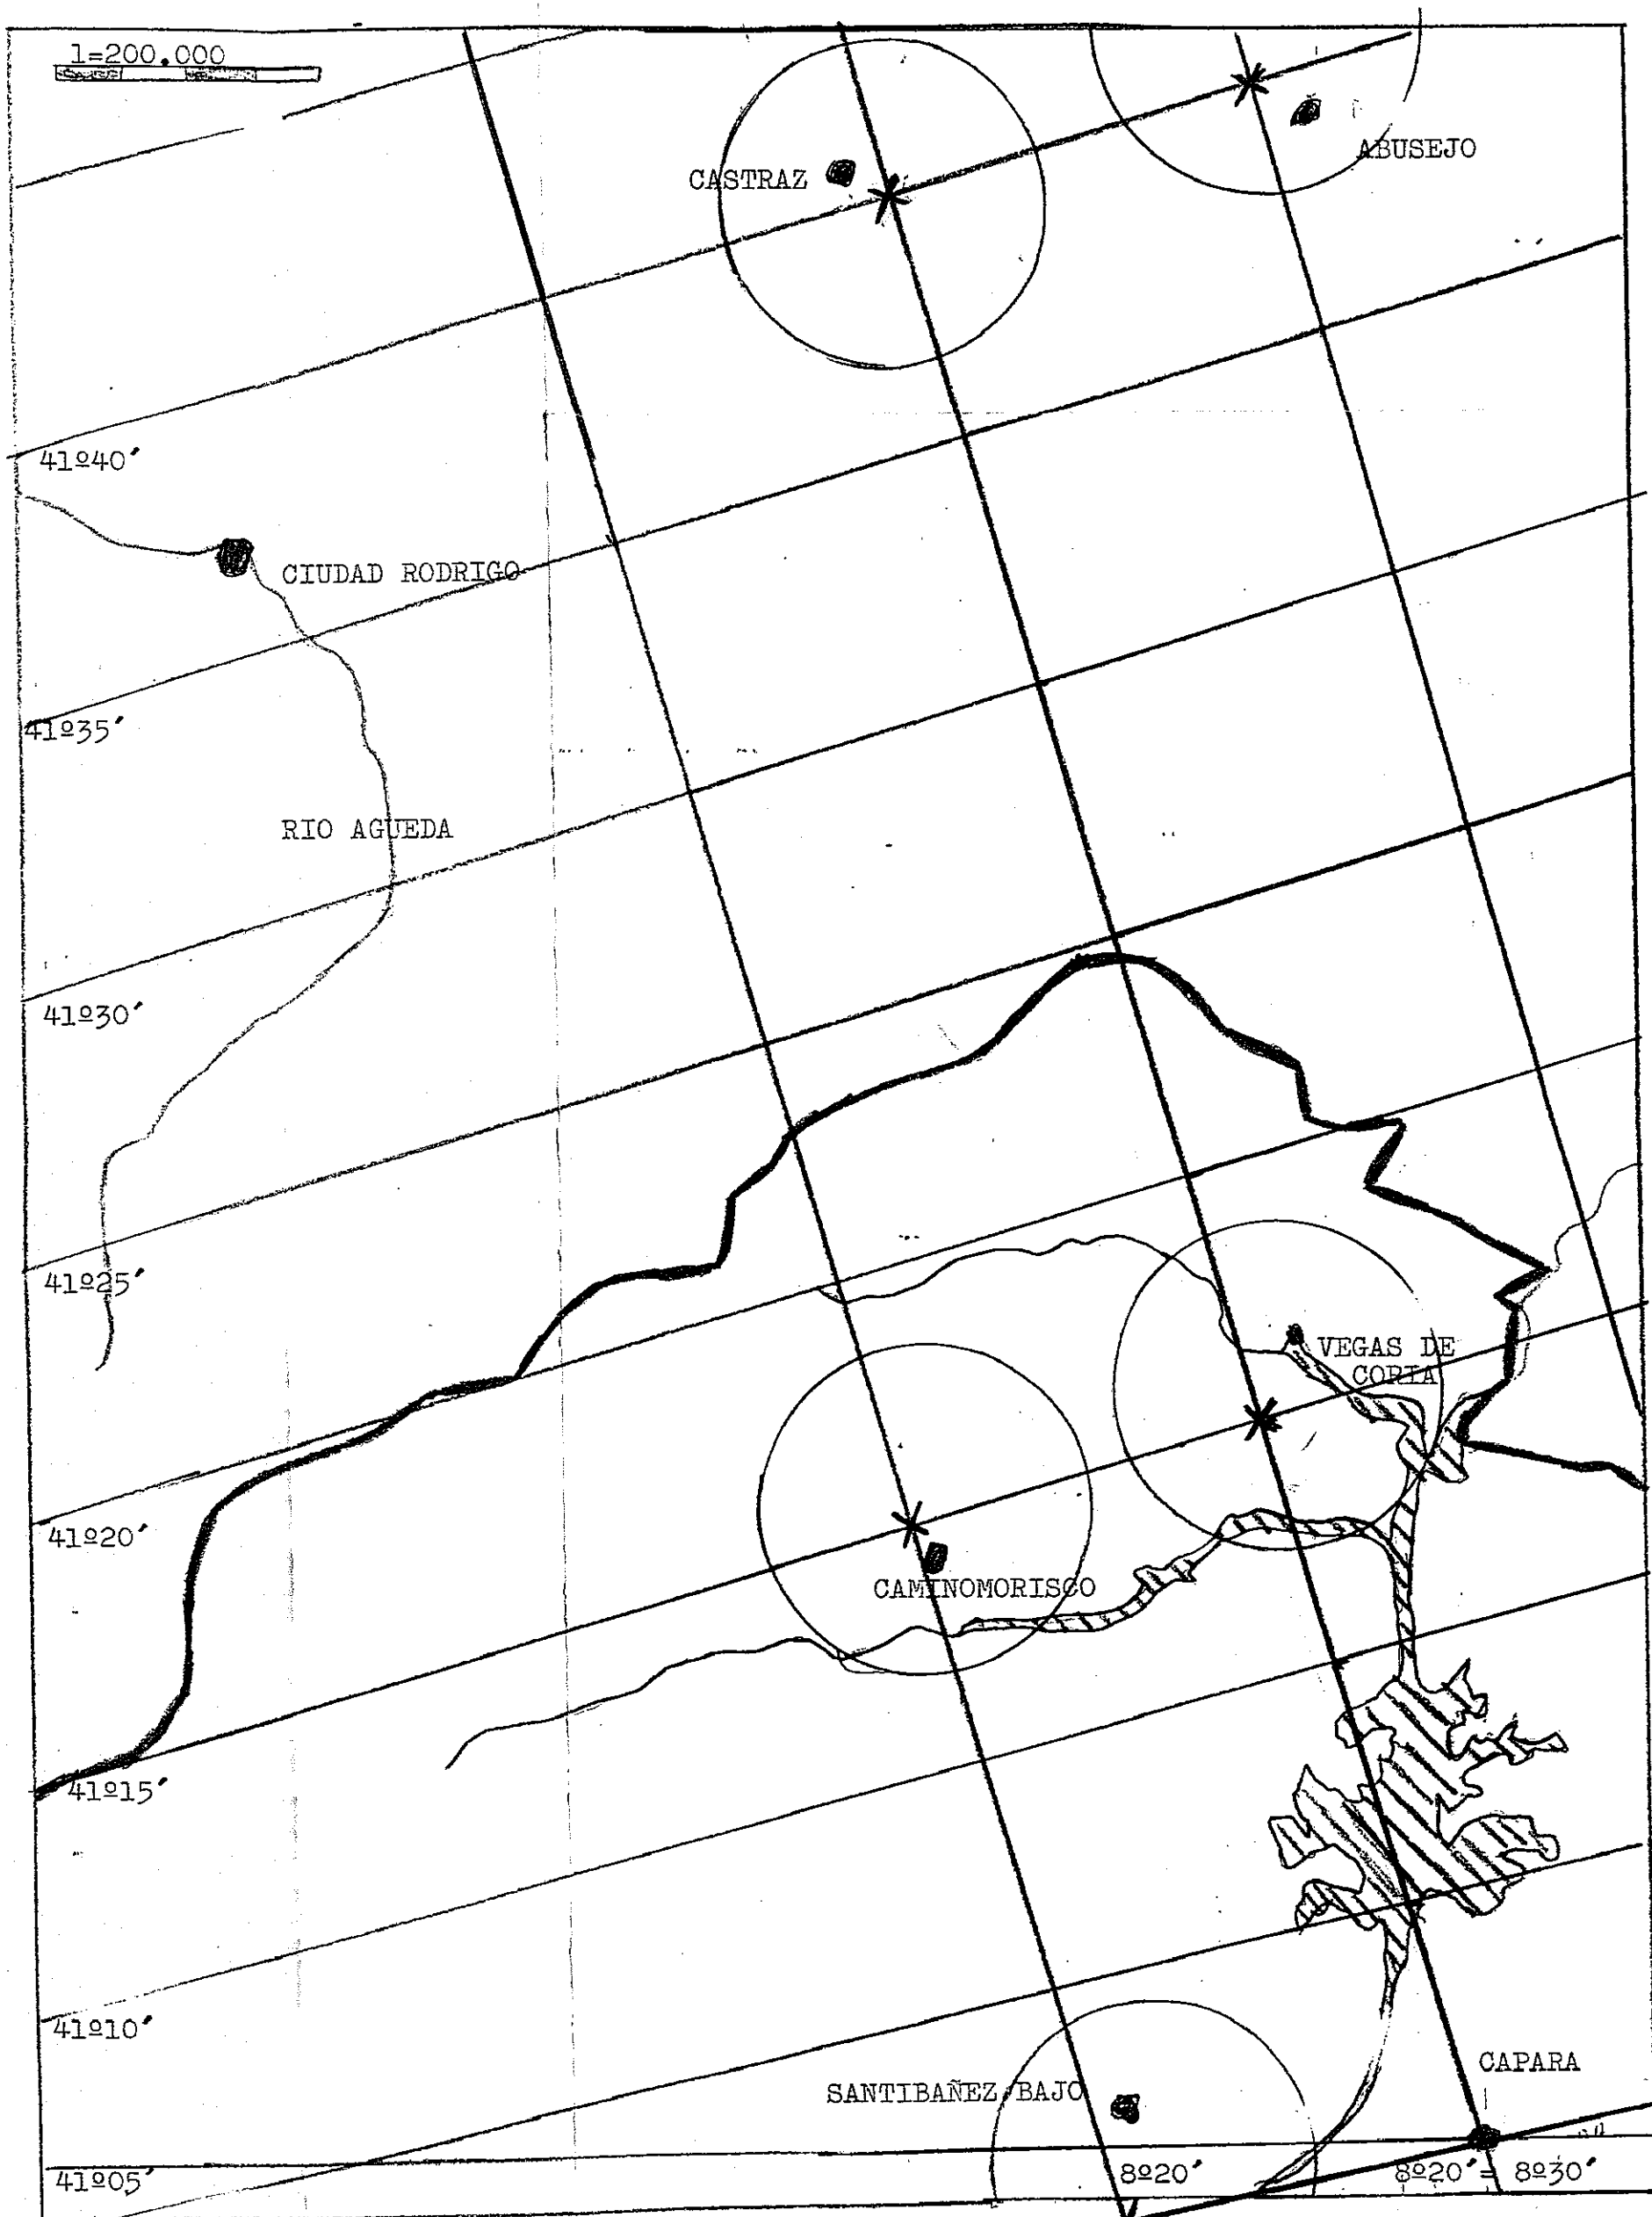 1=200.000
ABUSEJO
CASTRAZ
41º40′
CIUDAD RODRIGO
41º35′
RIO AGUEDA
41º30′
41º25′
VEGAS DE
CORIA
41º20′
CAMINOMORISCO
41º15′
41º10′
CAPARA
SANTIBAÑEZ BAJO
41º05′
8º20′
8º20′= 8º30′